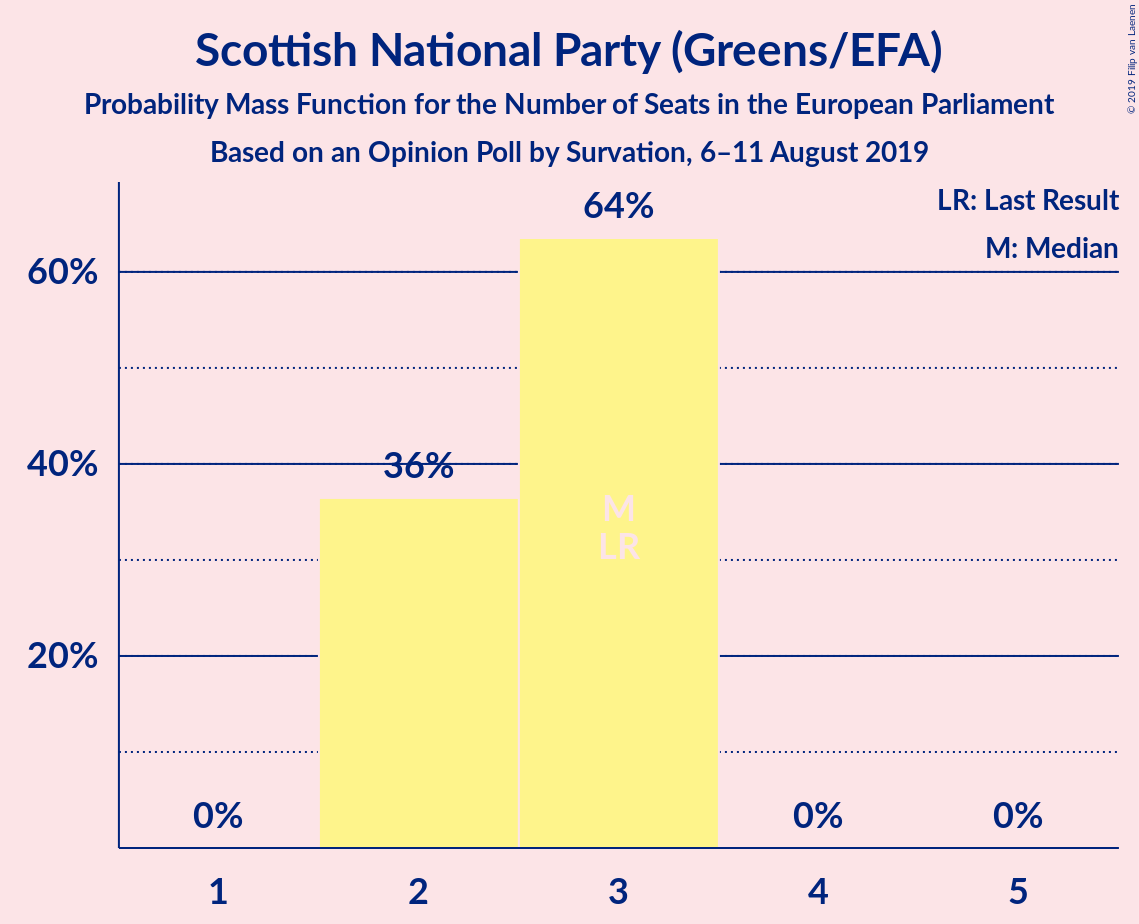 Scottish National Party (Greens/EFA)
Probability Mass Function for the Number of Seats in the European Parliament
Based on an Opinion Poll by Survation, 6–11 August 2019
© 2019 Filip van Laenen
LR: Last Result
M: Median
64%
60%
40%
36%
M
LR
20%
0%
0%
0%
1
2
3
4
5